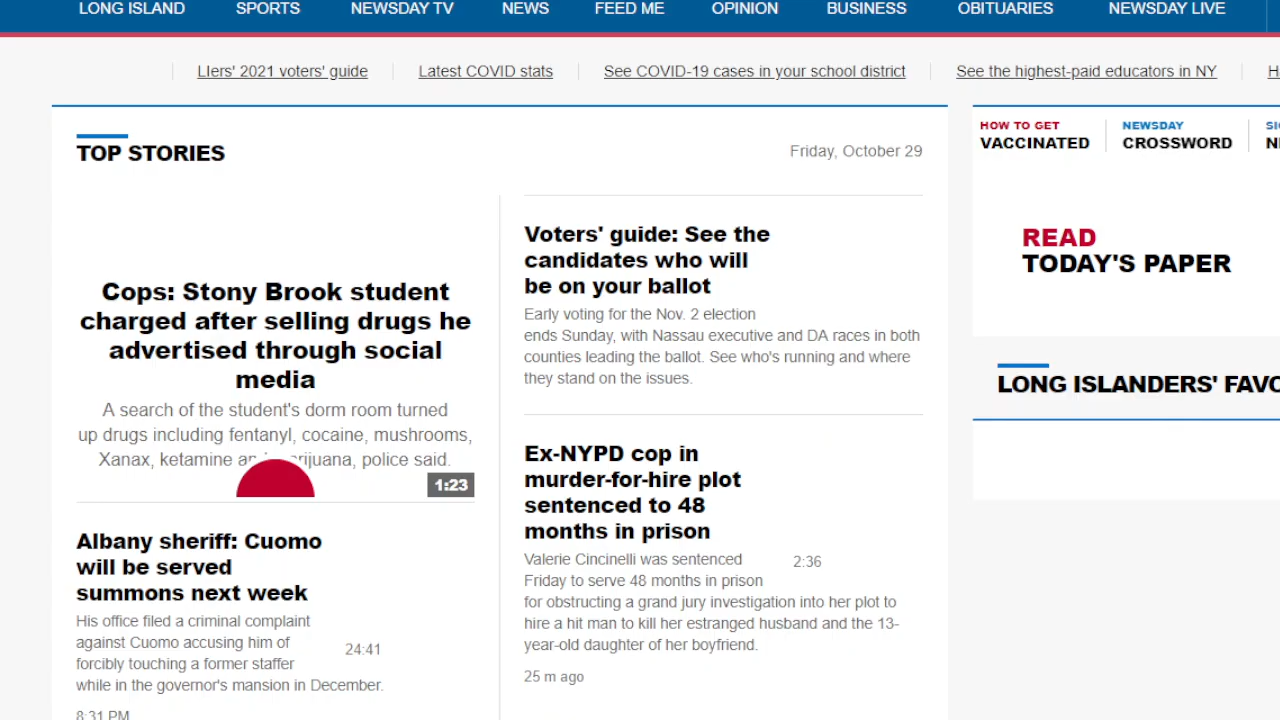 LONG ISLAND SPORTS NEWSDAY TV NEWS FEED ME OPINION BUSINESS OBITUARIES NEWSDAY LIVE
LIers' 2021 voters' guide Latest COVID stats See COVID-19 cases in your school district See the highest-paid educators in NY H
TOP STORIES
Friday, October 29
Cops: Stony Brook student
charged after selling drugs he
advertised through social
media
A search of the student's dorm room turned
up drugs including fentanyl, cocaine, mushrooms,
Xanax, ketamine marijuana, police said.
1:23
Albany sheriff: Cuomo
will be served
summons next week
His office filed a criminal complaint
against Cuomo accusing him of
forcibly touching a former staffer
while in the governor's mansion in December.
24:41
8:31 PM
Voters' guide: See the
candidates who will
be on your ballot
Early voting for the Nov. 2 election
ends Sunday, with Nassau executive and DA races in both
counties leading the ballot. See who's running and where
they stand on the issues.
Ex-NYPD cop in
murder-for-hire plot
sentenced to 48
months in prison
Valerie Cincinelli was sentenced
Friday to serve 48 months in prison
for obstructing a grand jury investigation into her plot to
hire a hit man to kill her estranged husband and the 13-
year-old daughter of her boyfriend.
2:36
25 m ago
HOW TO GET
VACCINATED
NEWSDAY
CROSSWORD
READ
TODAY'S PAPER
LONG ISLANDERS' FAVO